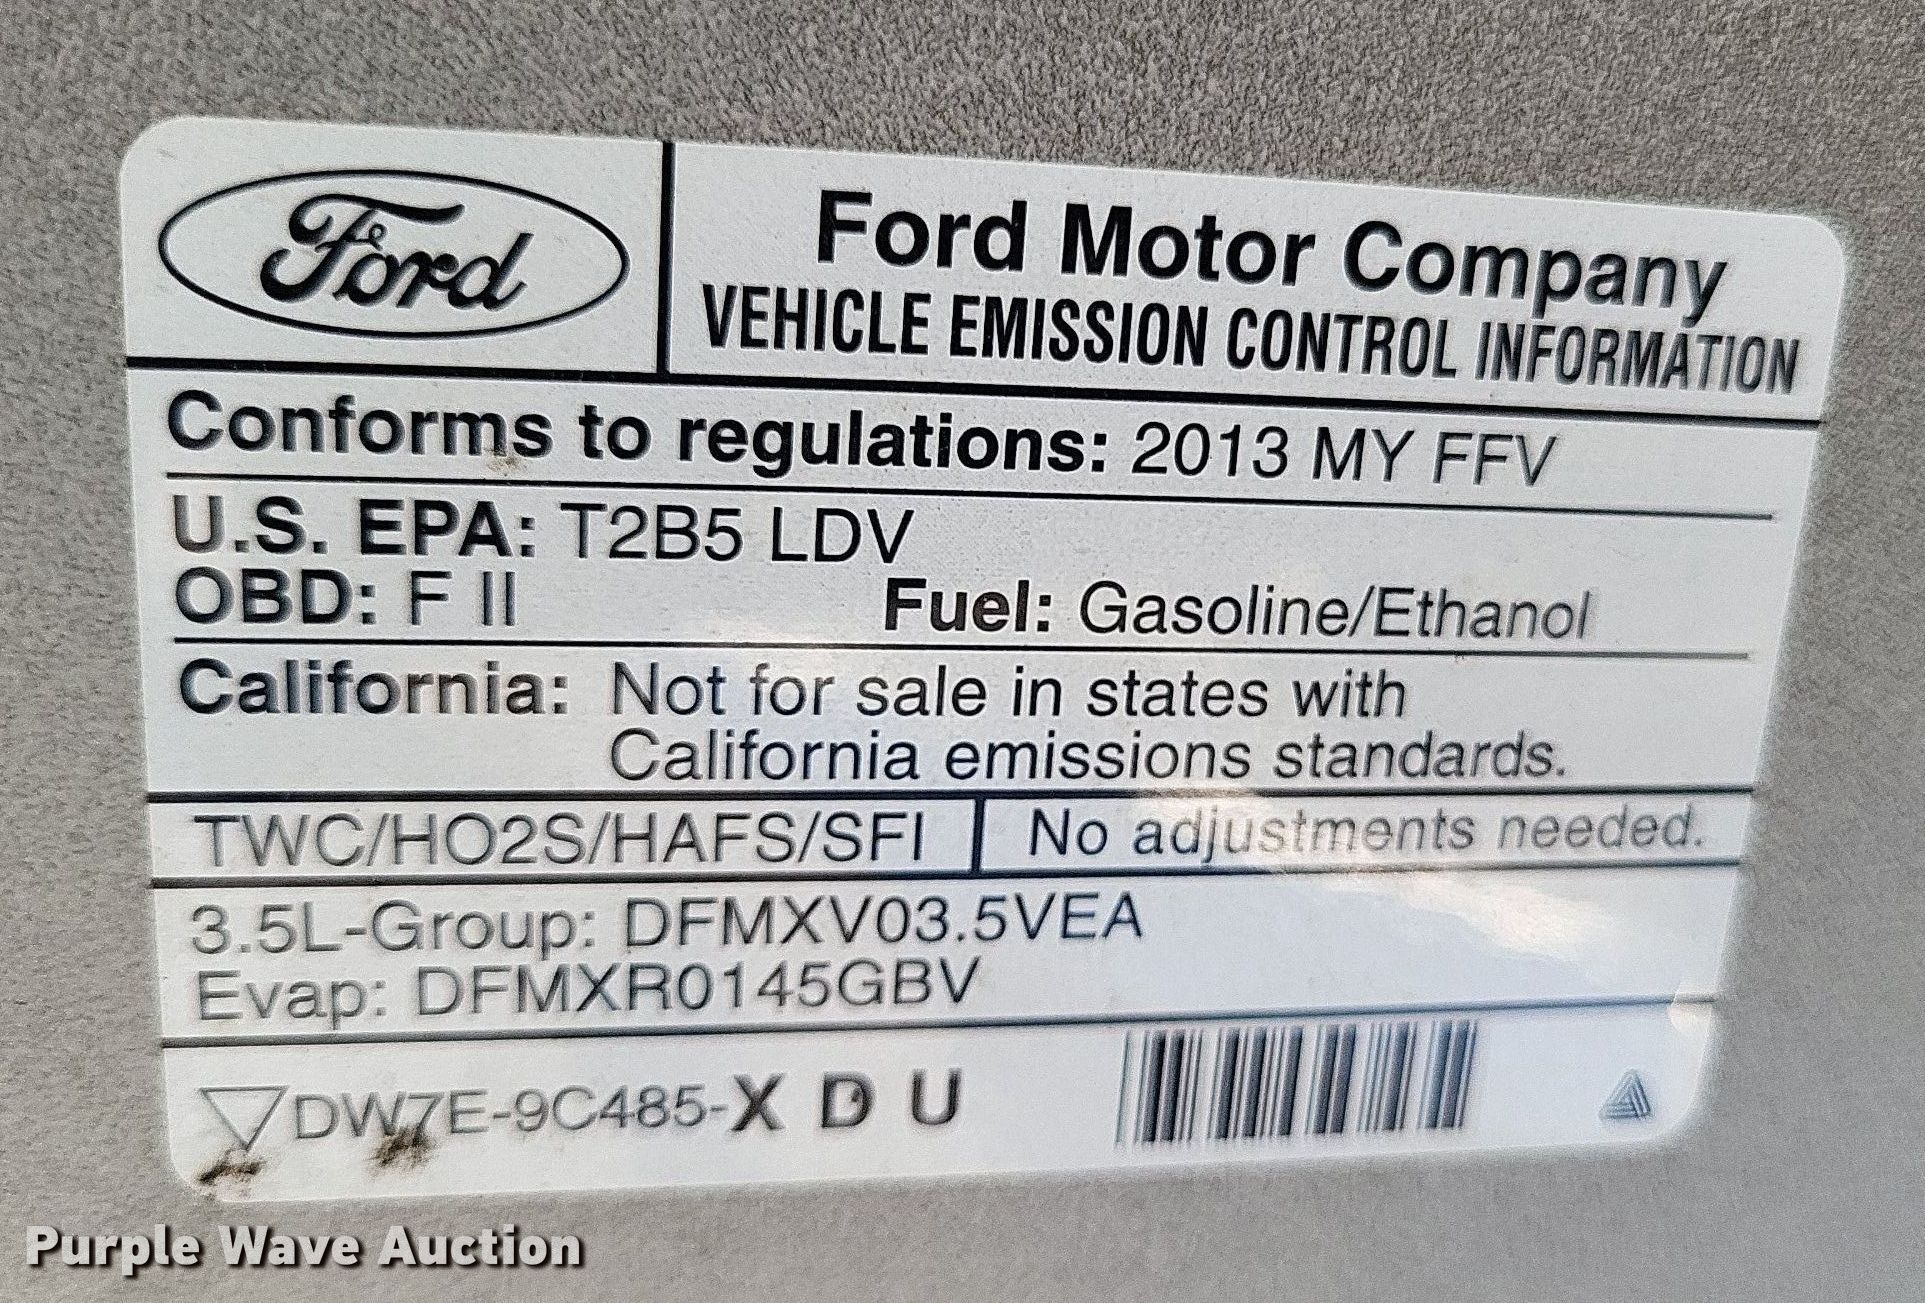 Ford
Ford Motor Company
VEHICLE EMISSION CONTROL INFORMATION
Conforms to regulations: 2013 MY FFV
U.S. EPA: T2B5 LDV
OBD: F II Fuel: Gasoline/Ethanol
California: Not for sale in states with
California emissions standards.
TWC/HO2S/HAFS/SFI No adjustments needed.
3.5L-Group: DFMXV03.5VEA
Evap: DFMXR0145GBV
DW7E-9C485-X D U
Purple Wave Auction